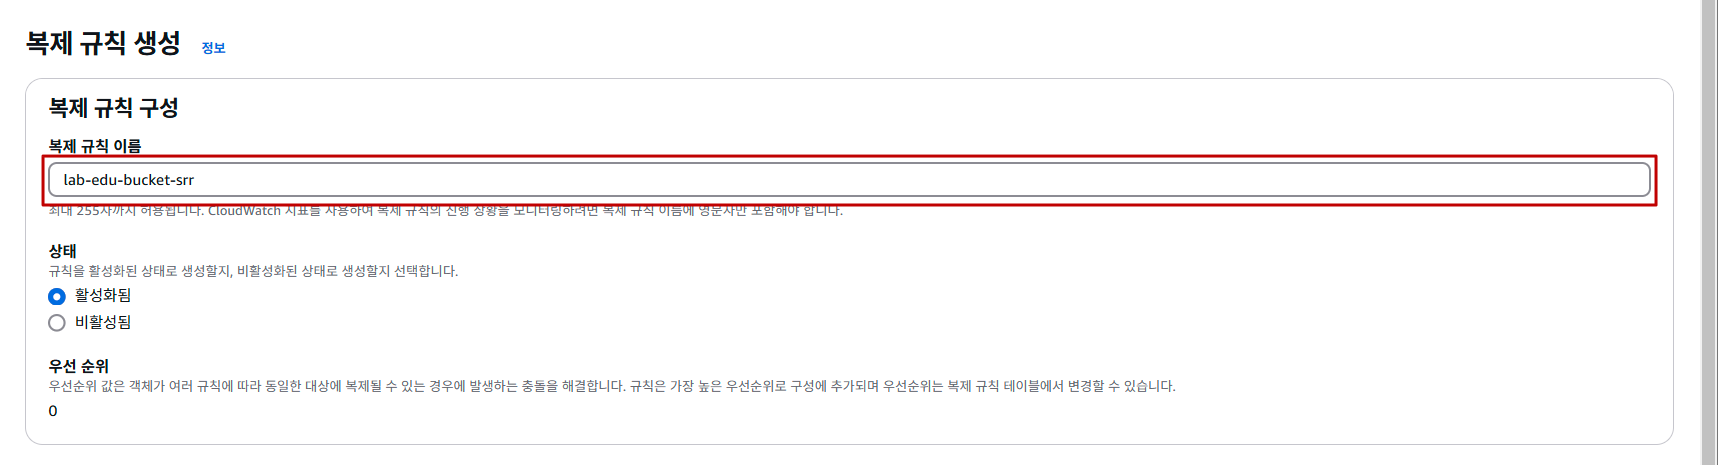 복제 규칙 생성 정보
복제 규칙 구성
복제 규칙 이름
lab-edu-bucket-srr
최대 255자까지 허용됩니다. CloudWatch 지표를 사용하여 복제 규칙의 진행 상황을 모니터링하려면 복제 규칙 이름에 영문자만 포함해야 합니다.
상태
규칙을 활성화된 상태로 생성할지, 비활성화된 상태로 생성할지 선택합니다.
활성화됨
비활성됨
우선 순위
우선순위 값은 객체가 여러 규칙에 따라 동일한 대상에 복제될 수 있는 경우에 발생하는 충돌을 해결합니다. 규칙은 가장 높은 우선순위로 구성에 추가되며 우선순위는 복제 규칙 테이블에서 변경할 수 있습니다.
0